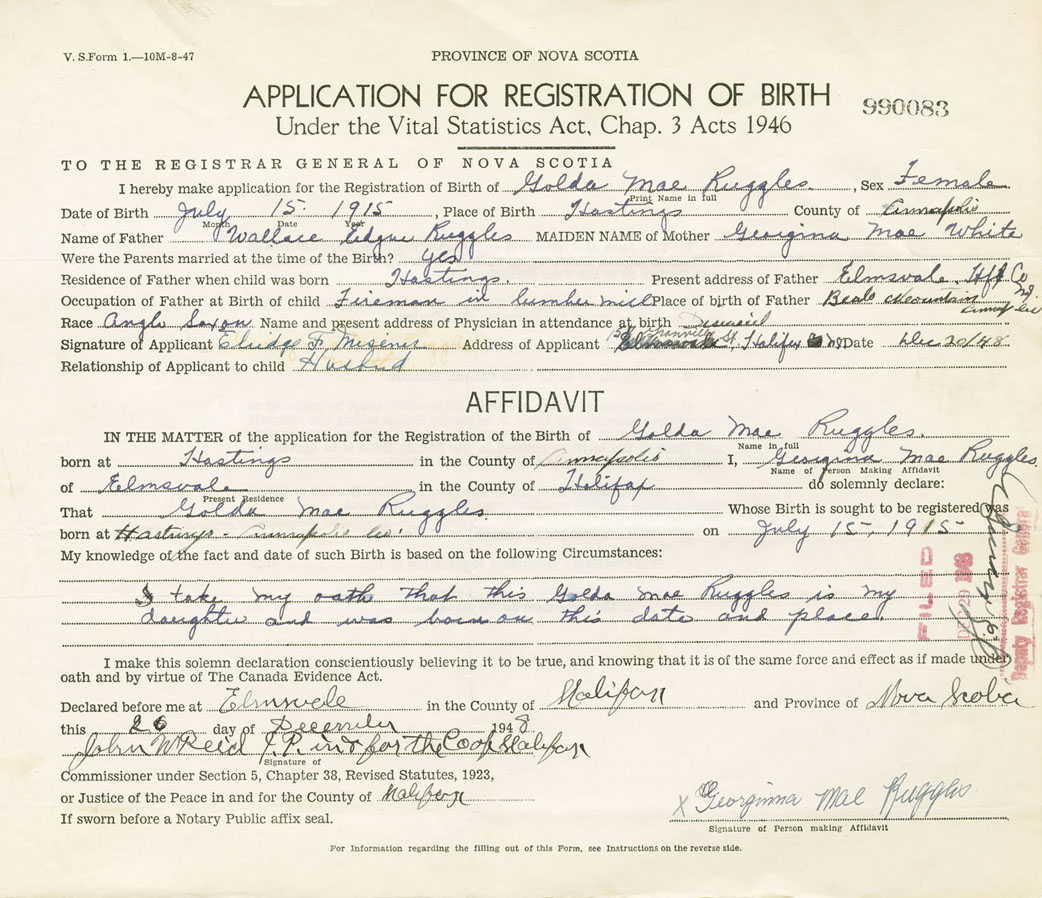 V. S.Form 1.—10M-8-47
PROVINCE OF NOVA SCOTIA
APPLICATION FOR REGISTRATION OF BIRTH
990083
Under the Vital Statistics Act, Chap. 3 Acts 1946
TO THE REGISTRAR GENERAL OF NOVA SCOTIA
I hereby make application for the Registration of Birth of Golda Mae Ruggles, Sex Female
Print Name in full
Date of Birth July 15 1915, Place of Birth Hastings County of Annapolis
Month Date Year
Name of Father Wallace Edgar Ruggles MAIDEN NAME of Mother Georgina Mae White
Were the Parents married at the time of the Birth? Yes
Residence of Father when child was born Hastings. Present address of Father Elmsvale. Hfx Co N.S.
Occupation of Father at Birth of child Fireman in lumber mill Place of birth of Father Beals Mountain
Race Anglo Saxon Name and present address of Physician in attendance at birth
Signature of Applicant Address of Applicant Granville St, Halifax NS Date Dec 20/48
Relationship of Applicant to child Husband
AFFIDAVIT
IN THE MATTER of the application for the Registration of the Birth of Golda Mae Ruggles.
Name in full
born at Hastings in the County of Annapolis I, Georgina Mae Ruggles.
Name of Person Making Affidavit
of Elmsvale in the County of Halifax do solemnly declare:
Present Residence
That Golda Mae Ruggles Whose Birth is sought to be registered was
born at Hastings - Annapolis Co. on July 15, 1915
My knowledge of the fact and date of such Birth is based on the following Circumstances:
I take my oath that this Golda Mae Ruggles is my
daughter and was born on this date and place.
FILED
DEC 29 1948
Deputy Registrar General
I make this solemn declaration conscientiously believing it to be true, and knowing that it is of the same force and effect as if made under
oath and by virtue of The Canada Evidence Act.
Declared before me at Elmsvale in the County of Halifax and Province of Nova Scotia
this 26 day of December 1948
John W Reid J.P. in & for the Co of Halifax
Signature of
Commissioner under Section 5, Chapter 38, Revised Statutes, 1923,
or Justice of the Peace in and for the County of Halifax
If sworn before a Notary Public affix seal.
X Georginna Mae Ruggles
Signature of Person making Affidavit
For Information regarding the filling out of this Form, see Instructions on the reverse side.